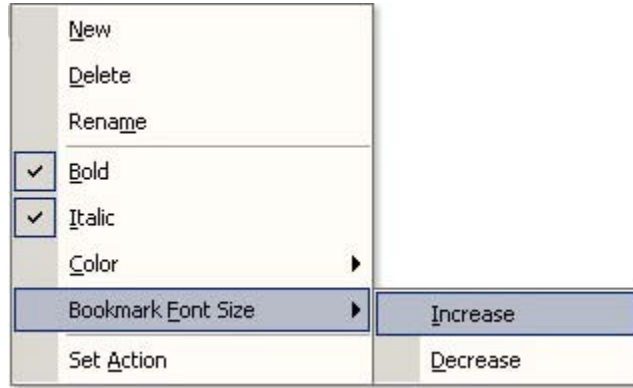 New
Delete
Rename
Bold
Italic
Color
Bookmark Font Size
Increase
Set Action
Decrease